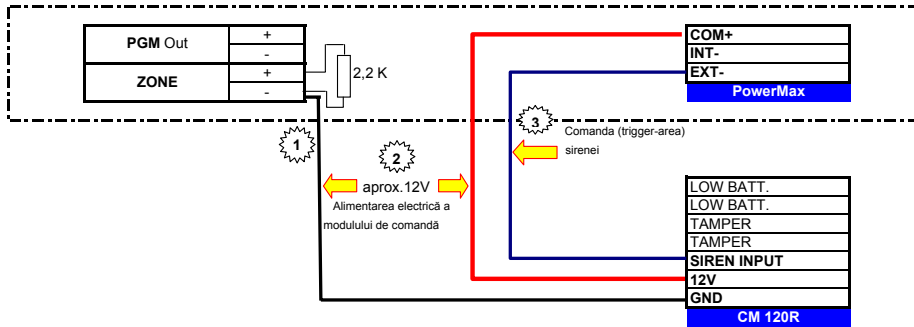 PGM Out
+
-
ZONE
+
-
2,2 K
COM+
INT-
EXT-
PowerMax
1
2
aprox.12V
Alimentarea electrică a
modulului de comandă
3
Comanda (trigger-area)
sirenei
LOW BATT.
LOW BATT.
TAMPER
TAMPER
SIREN INPUT
12V
GND
CM 120R